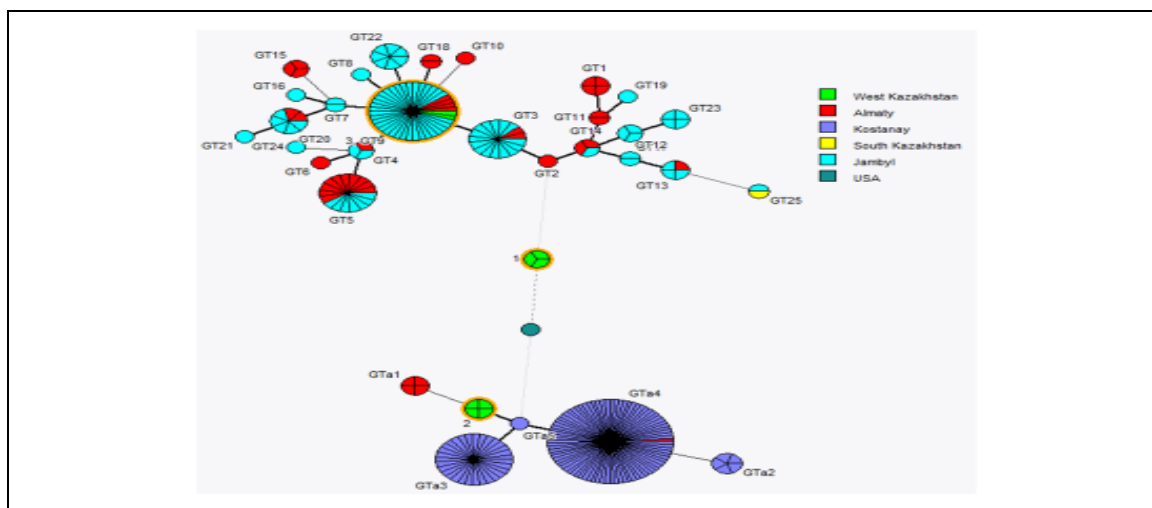 GT22
GT18
GT10
GT15
GT8
GT1
GT19
GT16
GT7
GT3
GT11
GT23
GT14
GT21
GT24
GT20
3
GT9
GT4
GT12
GT6
GT2
GT13
GT5
GT25
West Kazakhstan
Almaty
Kostanay
South Kazakhstan
Jambyl
USA
1
GTa1
GTa4
2
GTa3
GTa2